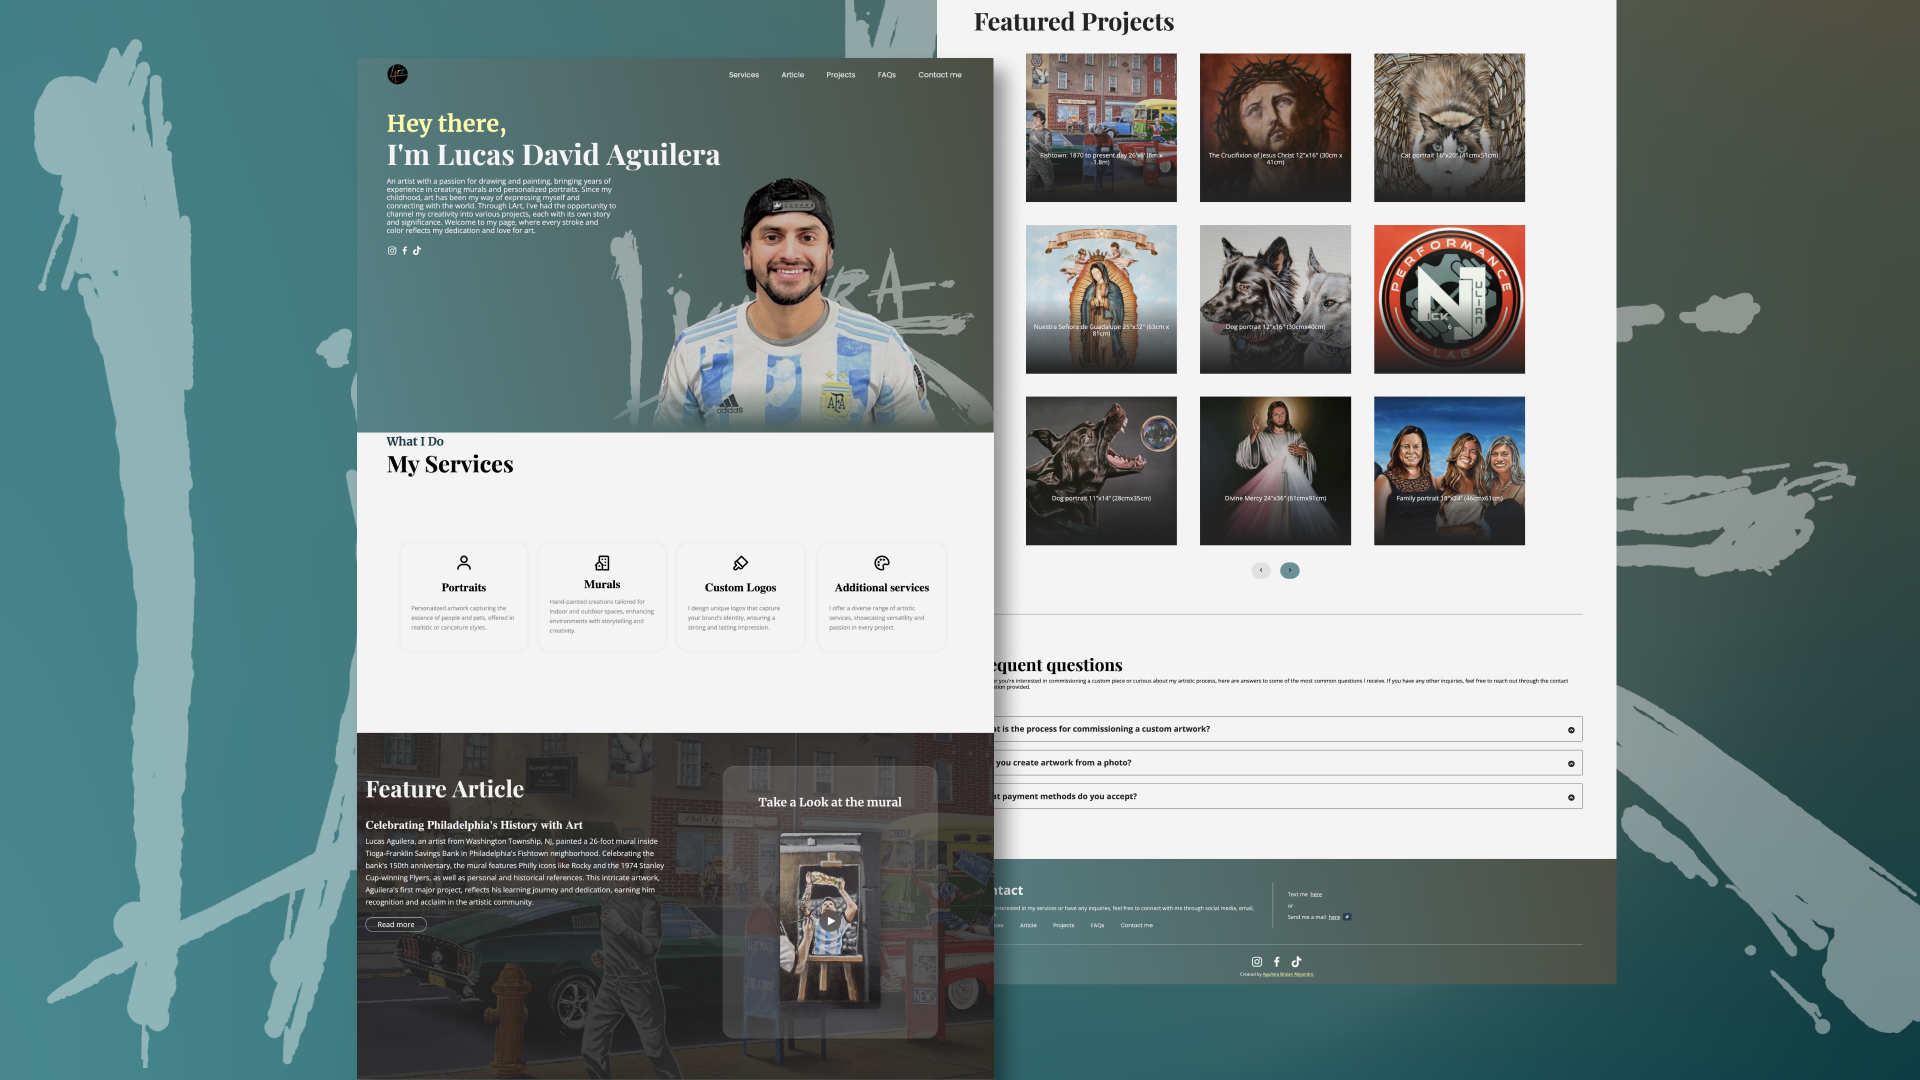 Services Article Projects FAQs Contact me
Hey there,
I'm Lucas David Aguilera
An artist with a passion for drawing and painting, bringing years of
experience in creating murals and personalized portraits. Since my
childhood, art has been my way of expressing myself and
connecting with the world. Through LArt, I've had the opportunity to
channel my creativity into various projects, each with its own story
and significance. Welcome to my page, where every stroke and
color reflects my dedication and love for art.
adidas
AFA
What I Do
My Services
Portraits
Personalized artwork capturing the
essence of people and pets, offered in
realistic or caricature styles.
Murals
Hand-painted creations tailored for
indoor and outdoor spaces, enhancing
environments with storytelling and
creativity.
Custom Logos
I design unique logos that capture
your brand's identity, ensuring a
strong and lasting impression.
Additional services
I offer a diverse range of artistic
services, showcasing versatility and
passion in every project.
Feature Article
Celebrating Philadelphia's History with Art
Lucas Aguilera, an artist from Washington Township, NJ, painted a 26-foot mural inside
Tioga-Franklin Savings Bank in Philadelphia's Fishtown neighborhood. Celebrating the
bank's 150th anniversary, the mural features Philly icons like Rocky and the 1974 Stanley
Cup-winning Flyers, as well as personal and historical references. This intricate artwork,
Aguilera's first major project, reflects his learning journey and dedication, earning him
recognition and acclaim in the artistic community.
Read more
Take a Look at the mural
NEWS
Featured Projects
Fishtown: 1870 to present day 26'x6' (8m x
1.8m)
The Crucifixion of Jesus Christ 12"x16" (30cm x
41cm)
Cat portrait 16"x20" (41cmx51cm)
Nuestra Señora de Guadalupe 25"x32" (63cm x
81cm)
Dog portrait 12"x16" (30cmx40cm)
PERFORMANCE
N
ICK
ULIAN
LAB
6
Dog portrait 11"x14" (28cmx35cm)
Divine Mercy 24"x36" (61cmx91cm)
Family portrait 18"x24" (46cmx61cm)
equent questions
r you're interested in commissioning a custom piece or curious about my artistic process, here are answers to some of the most common questions I receive. If you have any other inquiries, feel free to reach out through the contact
ation provided.
at is the process for commissioning a custom artwork?
you create artwork from a photo?
at payment methods do you accept?
ntact
interested in my services or have any inquiries, feel free to connect with me through social media, email,
ces Article Projects FAQs Contact me
Text me here
or
Send me a mail here
Created by Aguilera Braian Alejandro